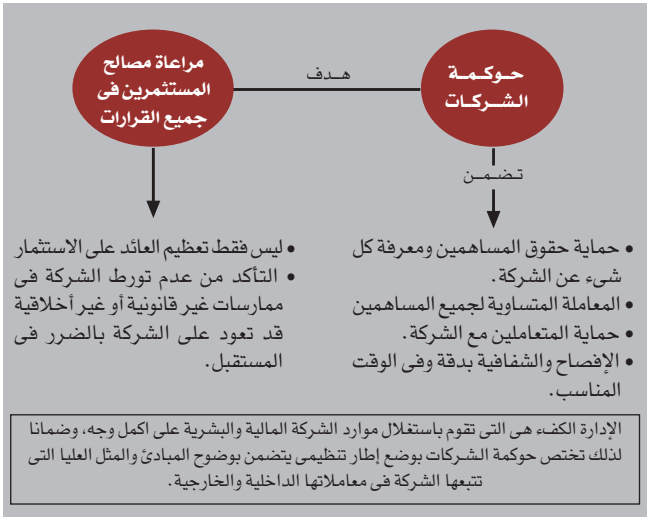 حوكمة
الشركات
هدف
مراعاة مصالح
المستثمرين فى
جميع القرارات
تضمن
• حماية حقوق المساهمين ومعرفة كل
شىء عن الشركة.
• المعاملة المتساوية لجميع المساهمين
• حماية المتعاملين مع الشركة.
• الإفصاح والشفافية بدقة وفى الوقت
المناسب.
• ليس فقط تعظيم العائد على الاستثمار
• التأكد من عدم تورط الشركة فى
ممارسات غير قانونية أو غير أخلاقية
قد تعود على الشركة بالضرر فى
المستقبل.
الإدارة الكفء هى التى تقوم باستغلال موارد الشركة المالية والبشرية على اكمل وجه، وضمانا
لذلك تختص حوكمة الشركات بوضع إطار تنظيمى يتضمن بوضوح المبادئ والمثل العليا التى
تتبعها الشركة فى معاملاتها الداخلية والخارجية.